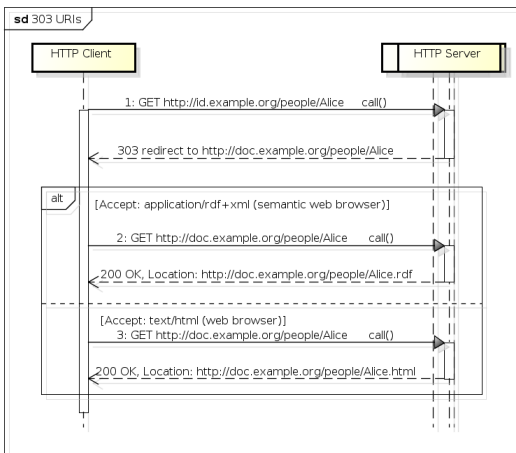 sd 303 URIs
HTTP Client HTTP Server
1: GET http://id.example.org/people/Alice call()
303 redirect to http://doc.example.org/people/Alice
alt
[Accept: application/rdf+xml (semantic web browser)]
2: GET http://doc.example.org/people/Alice call()
200 OK, Location: http://doc.example.org/people/Alice.rdf
[Accept: text/html (web browser)]
3: GET http://doc.example.org/people/Alice call()
200 OK, Location: http://doc.example.org/people/Alice.html